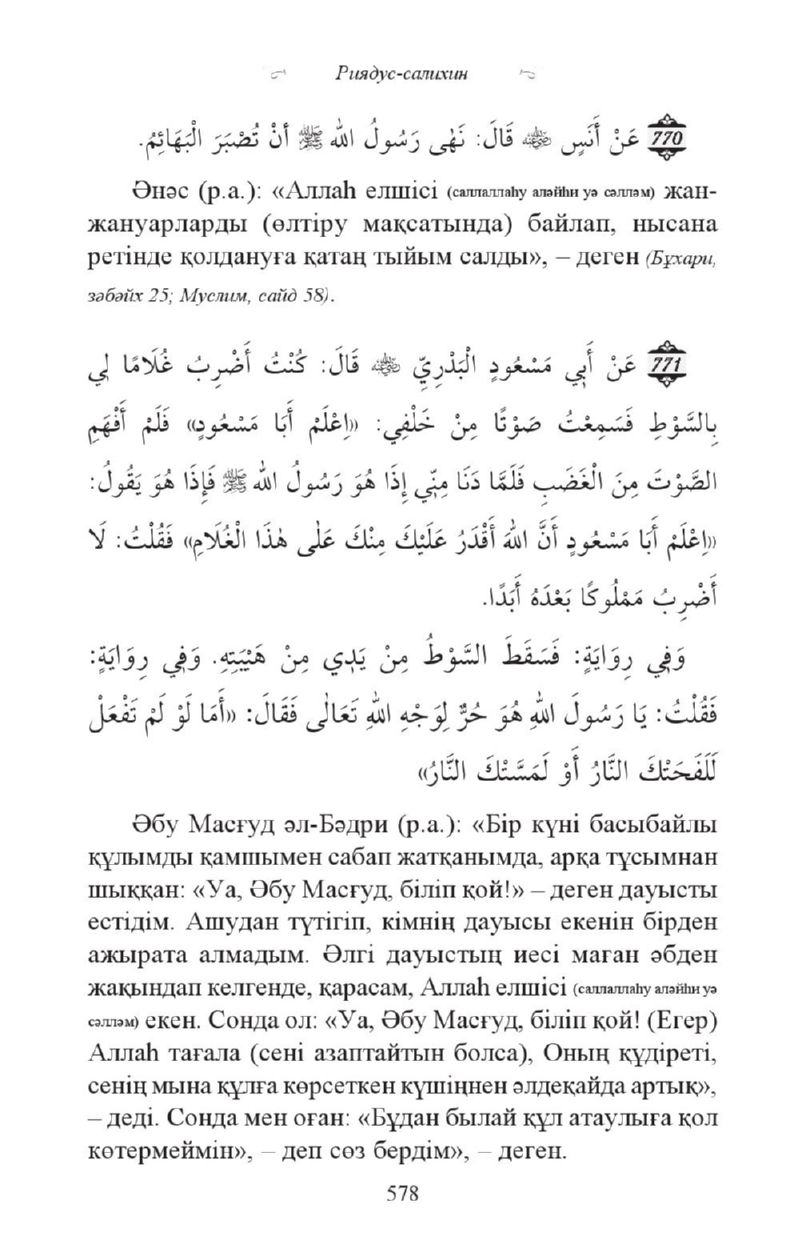 Риядус-салихин
770 عَنْ أَنَسٍ ﷺ قَالَ: نَهَى رَسُولُ اللهِ ﷺ أَنْ تُصْبَرَ الْبَهَائِمُ.
Әнәс (р.а.): «Аллаһ елшісі (саллаллаһу аләйһи уә сәлләм) жан-
жануарларды (өлтіру мақсатында) байлап, нысана
ретінде қолдануға қатаң тыйым салды», – деген (Бұхари,
зәбәйх 25; Муслим, сайд 58).
771 عَنْ أَبِي مَسْعُودٍ الْبَدْرِيِّ ﵁ قَالَ: كُنْتُ أَضْرِبُ غُلَامًا لِي
بِالسَّوْطِ فَسَمِعْتُ صَوْتًا مِنْ خَلْفِي: «اِعْلَمْ أَبَا مَسْعُودٍ» فَلَمْ أَفْهَمِ
الصَّوْتَ مِنَ الْغَضَبِ فَلَمَّا دَنَا مِنِّي إِذَا هُوَ رَسُولُ اللهِ ﷺ فَإِذَا هُوَ يَقُولُ:
«اِعْلَمْ أَبَا مَسْعُودٍ أَنَّ اللهَ أَقْدَرُ عَلَيْكَ مِنْكَ عَلَى هٰذَا الْغُلَامِ» فَقُلْتُ: لَا
أَضْرِبُ مَمْلُوكًا بَعْدَهُ أَبَدًا.
وَفِي رِوَايَةٍ: فَسَقَطَ السَّوْطُ مِنْ يَدِي مِنْ هَيْبَتِهِ. وَفِي رِوَايَةٍ:
فَقُلْتُ: يَا رَسُولَ اللهِ هُوَ حُرٌّ لِوَجْهِ اللهِ تَعَالٰى فَقَالَ: «أَمَا لَوْ لَمْ تَفْعَلْ
لَلَفَحَتْكَ النَّارُ أَوْ لَمَسَّتْكَ النَّارُ»
Әбу Масғуд әл-Бәдри (р.а.): «Бір күні басыбайлы
құлымды қамшымен сабап жатқанымда, арқа тұсымнан
шыққан: «Уа, Әбу Масғуд, біліп қой!» – деген дауысты
естідім. Ашудан түтігіп, кімнің дауысы екенін бірден
ажырата алмадым. Әлгі дауыстың иесі маған әбден
жақындап келгенде, қарасам, Аллаһ елшісі (саллаллаһу аләйһи уә
сәлләм) екен. Сонда ол: «Уа, Әбу Масғуд, біліп қой! (Егер)
Аллаһ тағала (сені азаптайтын болса), Оның құдіреті,
сенің мына құлға көрсеткен күшіңнен әлдеқайда артық»,
– деді. Сонда мен оған: «Бұдан былай құл атаулыға қол
көтермеймін», – деп сөз бердім», – деген.
578